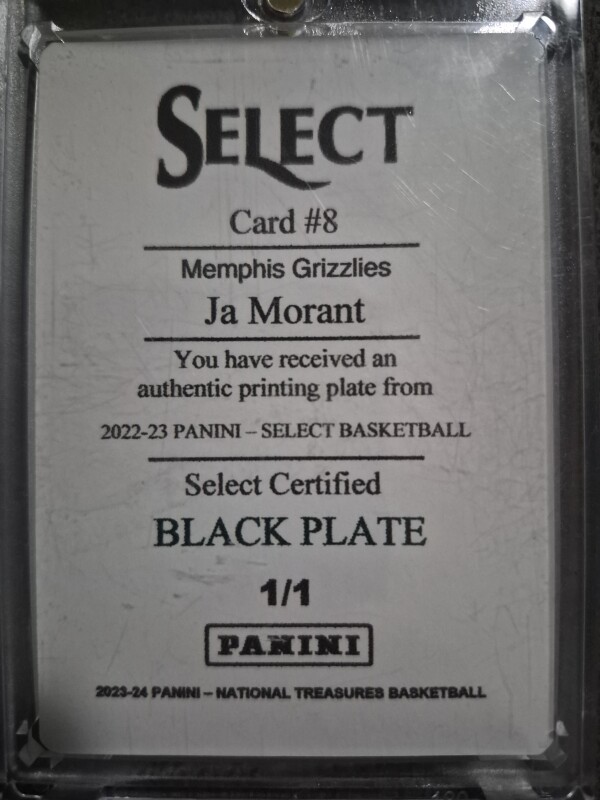 SELECT
Card #8
Memphis Grizzlies
Ja Morant
You have received an
authentic printing plate from
2022-23 PANINI – SELECT BASKETBALL
Select Certified
BLACK PLATE
1/1
PANINI
2023-24 PANINI – NATIONAL TREASURES BASKETBALL